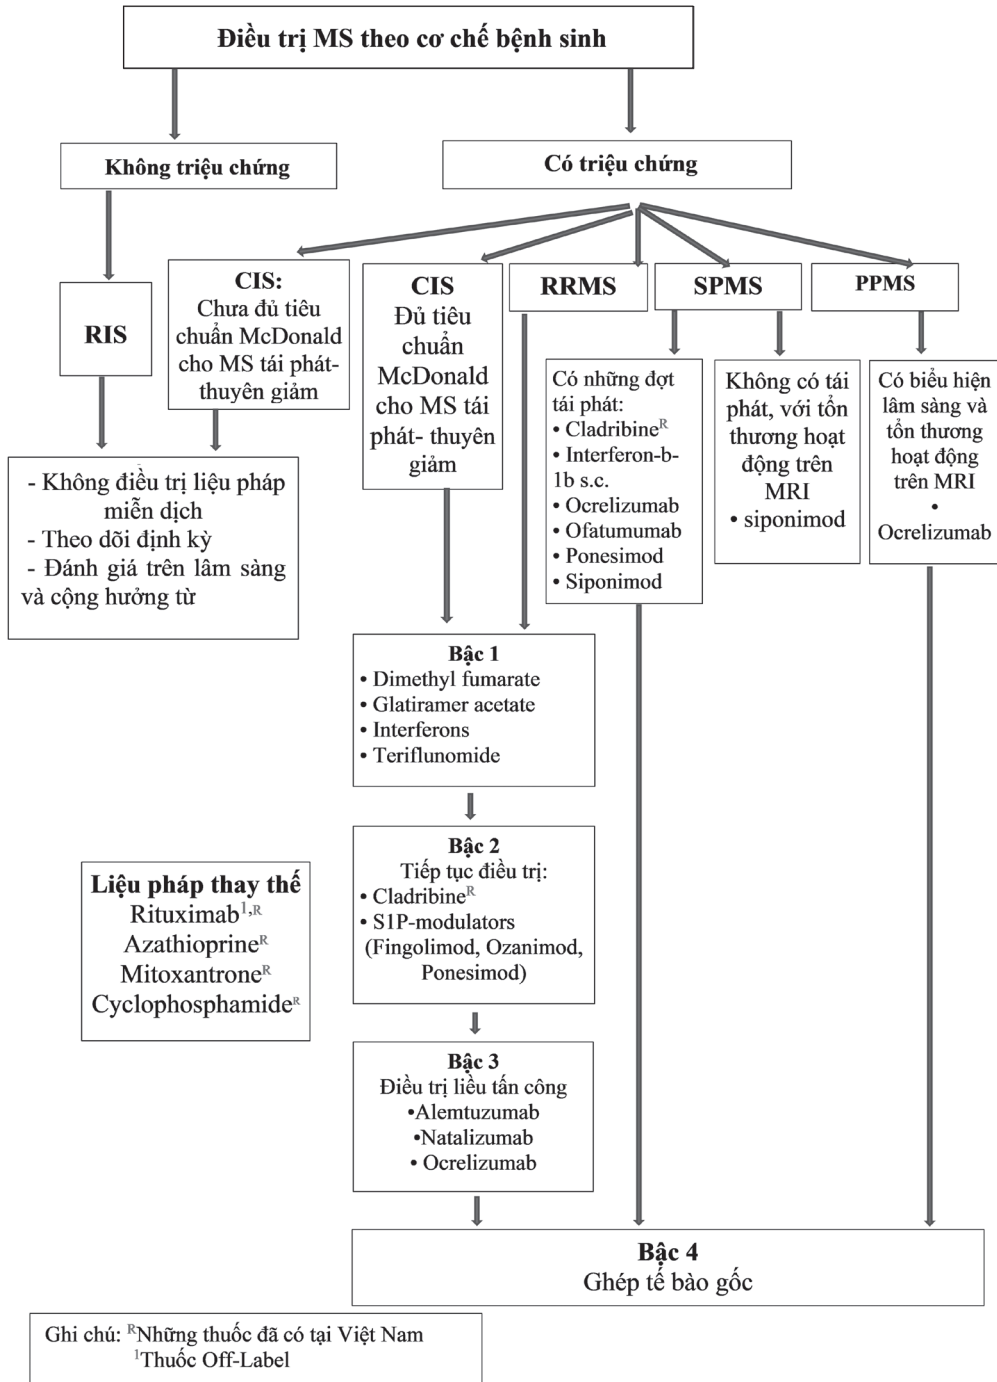 Điều trị MS theo cơ chế bệnh sinh
Không triệu chứng
Có triệu chứng
RIS
CIS:
Chưa đủ tiêu
chuẩn McDonald
cho MS tái phát-
thuyên giảm
CIS
Đủ tiêu
chuẩn
McDonald
cho MS tái
phát- thuyên
giảm
RRMS
SPMS
PPMS
Có những đợt
tái phát:
• Cladribineᴿ
• Interferon-b-
1b s.c.
• Ocrelizumab
• Ofatumumab
• Ponesimod
• Siponimod
Không có tái
phát, với tổn
thương hoạt
động trên
MRI
• siponimod
Có biểu hiện
lâm sàng và
tổn thương
hoạt động
trên MRI
•
Ocrelizumab
- Không điều trị liệu pháp
miễn dịch
- Theo dõi định kỳ
- Đánh giá trên lâm sàng
và cộng hưởng từ
Bậc 1
• Dimethyl fumarate
• Glatiramer acetate
• Interferons
• Teriflunomide
Bậc 2
Tiếp tục điều trị:
• Cladribineᴿ
• S1P-modulators
(Fingolimod, Ozanimod,
Ponesimod)
Liệu pháp thay thế
Rituximab¹,ᴿ
Azathioprineᴿ
Mitoxantroneᴿ
Cyclophosphamideᴿ
Bậc 3
Điều trị liều tấn công
•Alemtuzumab
•Natalizumab
• Ocrelizumab
Bậc 4
Ghép tế bào gốc
Ghi chú: ᴿNhững thuốc đã có tại Việt Nam
¹Thuốc Off-Label